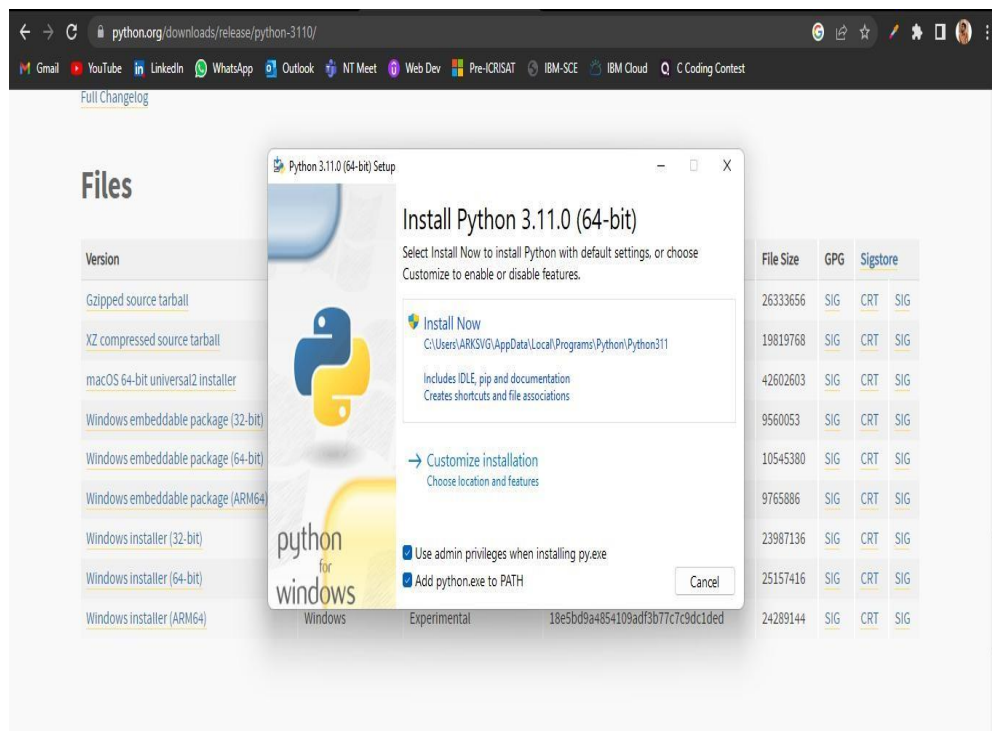 python.org/downloads/release/python-3110/
Gmail YouTube LinkedIn WhatsApp Outlook NT Meet Web Dev Pre-ICRISAT IBM-SCE IBM Cloud C Coding Contest
Full Changelog
Files
Version File Size GPG Sigstore
Gzipped source tarball 26333656 SIG CRT SIG
XZ compressed source tarball 19819768 SIG CRT SIG
macOS 64-bit universal2 installer 42602603 SIG CRT SIG
Windows embeddable package (32-bit) 9560053 SIG CRT SIG
Windows embeddable package (64-bit) 10545380 SIG CRT SIG
Windows embeddable package (ARM64) 9765886 SIG CRT SIG
Windows installer (32-bit) 23987136 SIG CRT SIG
Windows installer (64-bit) 25157416 SIG CRT SIG
Windows installer (ARM64) Windows Experimental 18e5bd9a4854109adf3b77c7c9dc1ded 24289144 SIG CRT SIG
Python 3.11.0 (64-bit) Setup
Install Python 3.11.0 (64-bit)
Select Install Now to install Python with default settings, or choose
Customize to enable or disable features.
Install Now
C:\Users\ARKSVG\AppData\Local\Programs\Python\Python311
Includes IDLE, pip and documentation
Creates shortcuts and file associations
Customize installation
Choose location and features
Use admin privileges when installing py.exe
Add python.exe to PATH
Cancel
python
for
windows